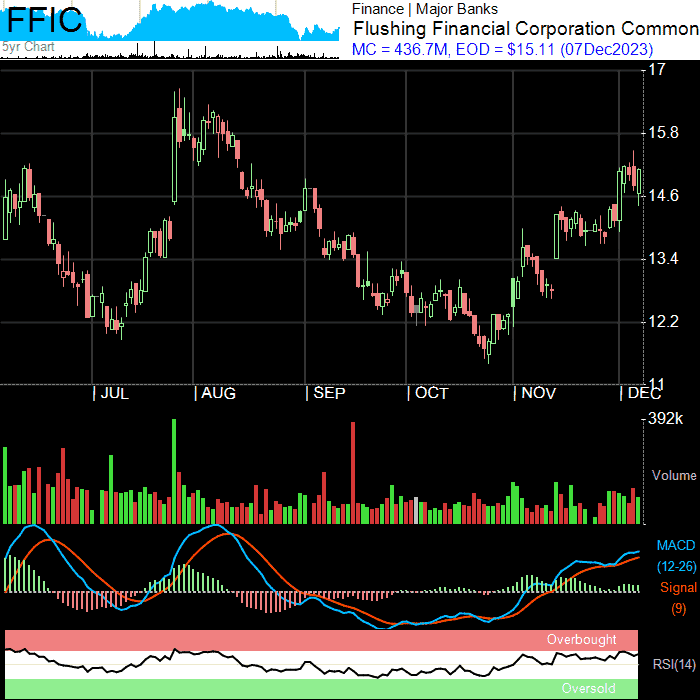 FFIC
5yr Chart
Finance | Major Banks
Flushing Financial Corporation Common
MC = 436.7M, EOD = $15.11 (07Dec2023)
17
15.8
14.6
13.4
12.2
11
JUL AUG SEP OCT NOV DEC
392k
Volume
MACD
(12-26)
Signal
(9)
Overbought
RSI(14)
Oversold